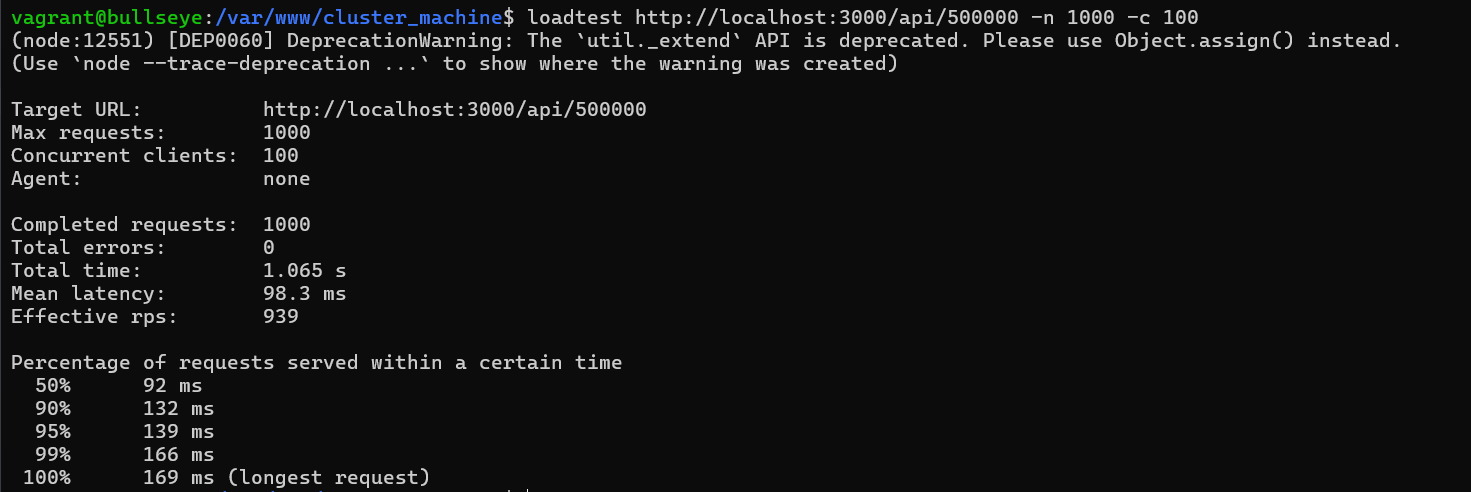 vagrant@bullseye:/var/www/cluster_machine$ loadtest http://localhost:3000/api/500000 -n 1000 -c 100
(node:12551) [DEP0060] DeprecationWarning: The `util._extend` API is deprecated. Please use Object.assign() instead.
(Use `node --trace-deprecation ...` to show where the warning was created)
Target URL: http://localhost:3000/api/500000
Max requests: 1000
Concurrent clients: 100
Agent: none
Completed requests: 1000
Total errors: 0
Total time: 1.065 s
Mean latency: 98.3 ms
Effective rps: 939
Percentage of requests served within a certain time
50% 92 ms
90% 132 ms
95% 139 ms
99% 166 ms
100% 169 ms (longest request)